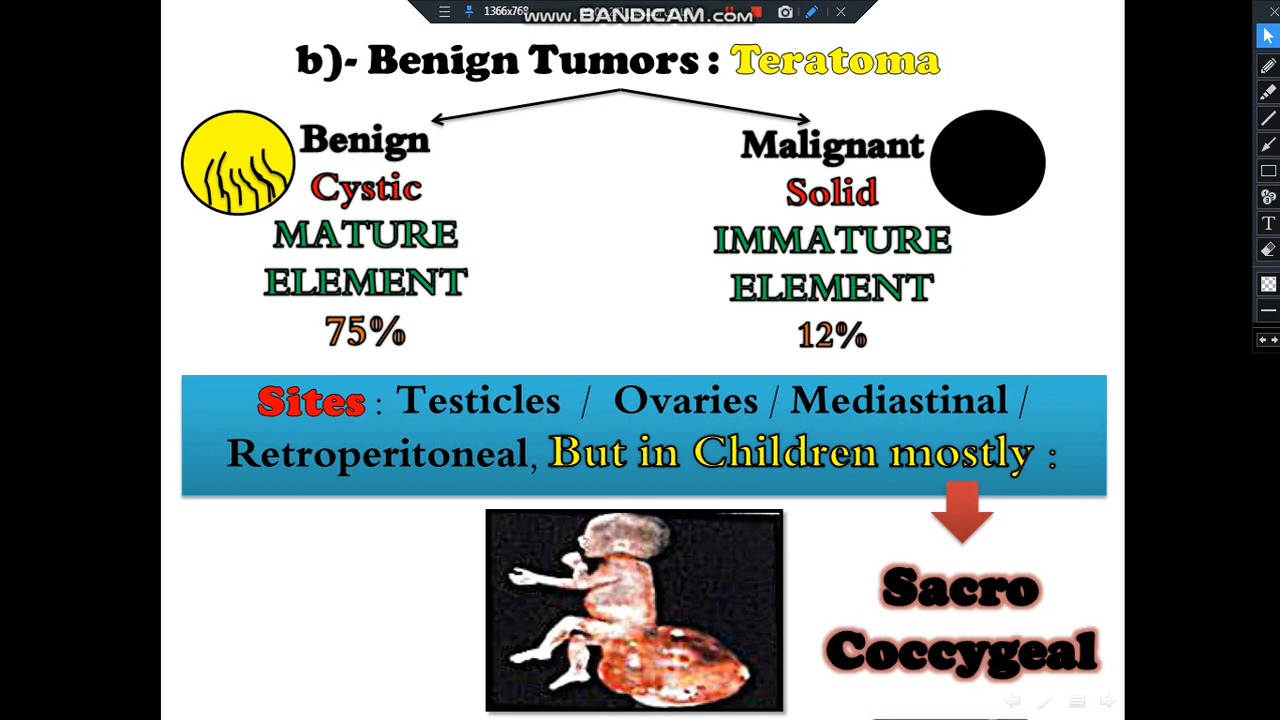 1366x768
www.BANDICAM.com
b)- Benign Tumors : Teratoma
Benign
Cystic
MATURE
ELEMENT
75%
Malignant
Solid
IMMATURE
ELEMENT
12%
Sites : Testicles / Ovaries / Mediastinal /
Retroperitoneal, But in Children mostly :
Sacro
Coccygeal